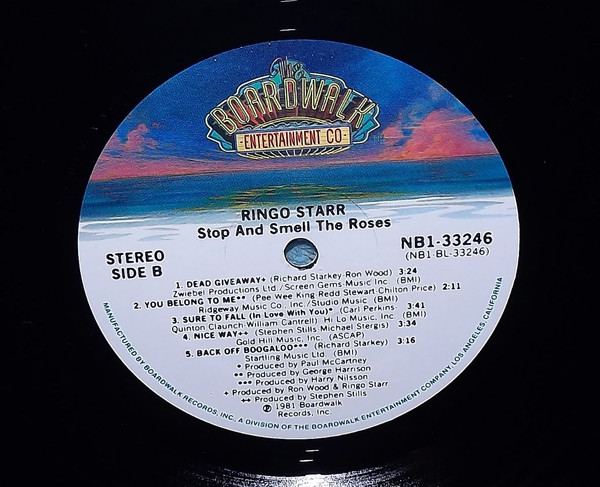 The
BOARDWALK
ENTERTAINMENT CO
RINGO STARR
Stop And Smell The Roses
STEREO
SIDE B
NB1-33246
(NB1-BL-33246)
1. DEAD GIVEAWAY+ (Richard Starkey-Ron Wood) 3:24
Zwiebel Productions Ltd./Screen Gems Music Inc. (BMI)
2. YOU BELONG TO ME** (Pee Wee King Redd Stewart-Chilton Price) 2:11
Ridgeway Music Co., Inc./Studio Music (BMI)
3. SURE TO FALL (In Love With You)* (Carl Perkins, 3:41
Quinton Claunch-William Cantrell) Hi Lo Music, Inc. (BMI)
4. NICE WAY++ (Stephen Stills Michael Stergis) 3:34
Gold Hill Music, Inc. (ASCAP)
5. BACK OFF BOOGALOO*** (Richard Starkey) 3:16
Startling Music Ltd. (BMI)
* Produced by Paul McCartney
** Produced by George Harrison
*** Produced by Harry Nilsson
+ Produced by Ron Wood & Ringo Starr
++ Produced by Stephen Stills
℗ 1981 Boardwalk
Records, Inc.
MANUFACTURED BY BOARDWALK RECORDS, INC., A DIVISION OF THE BOARDWALK ENTERTAINMENT COMPANY, LOS ANGELES, CALIFORNIA